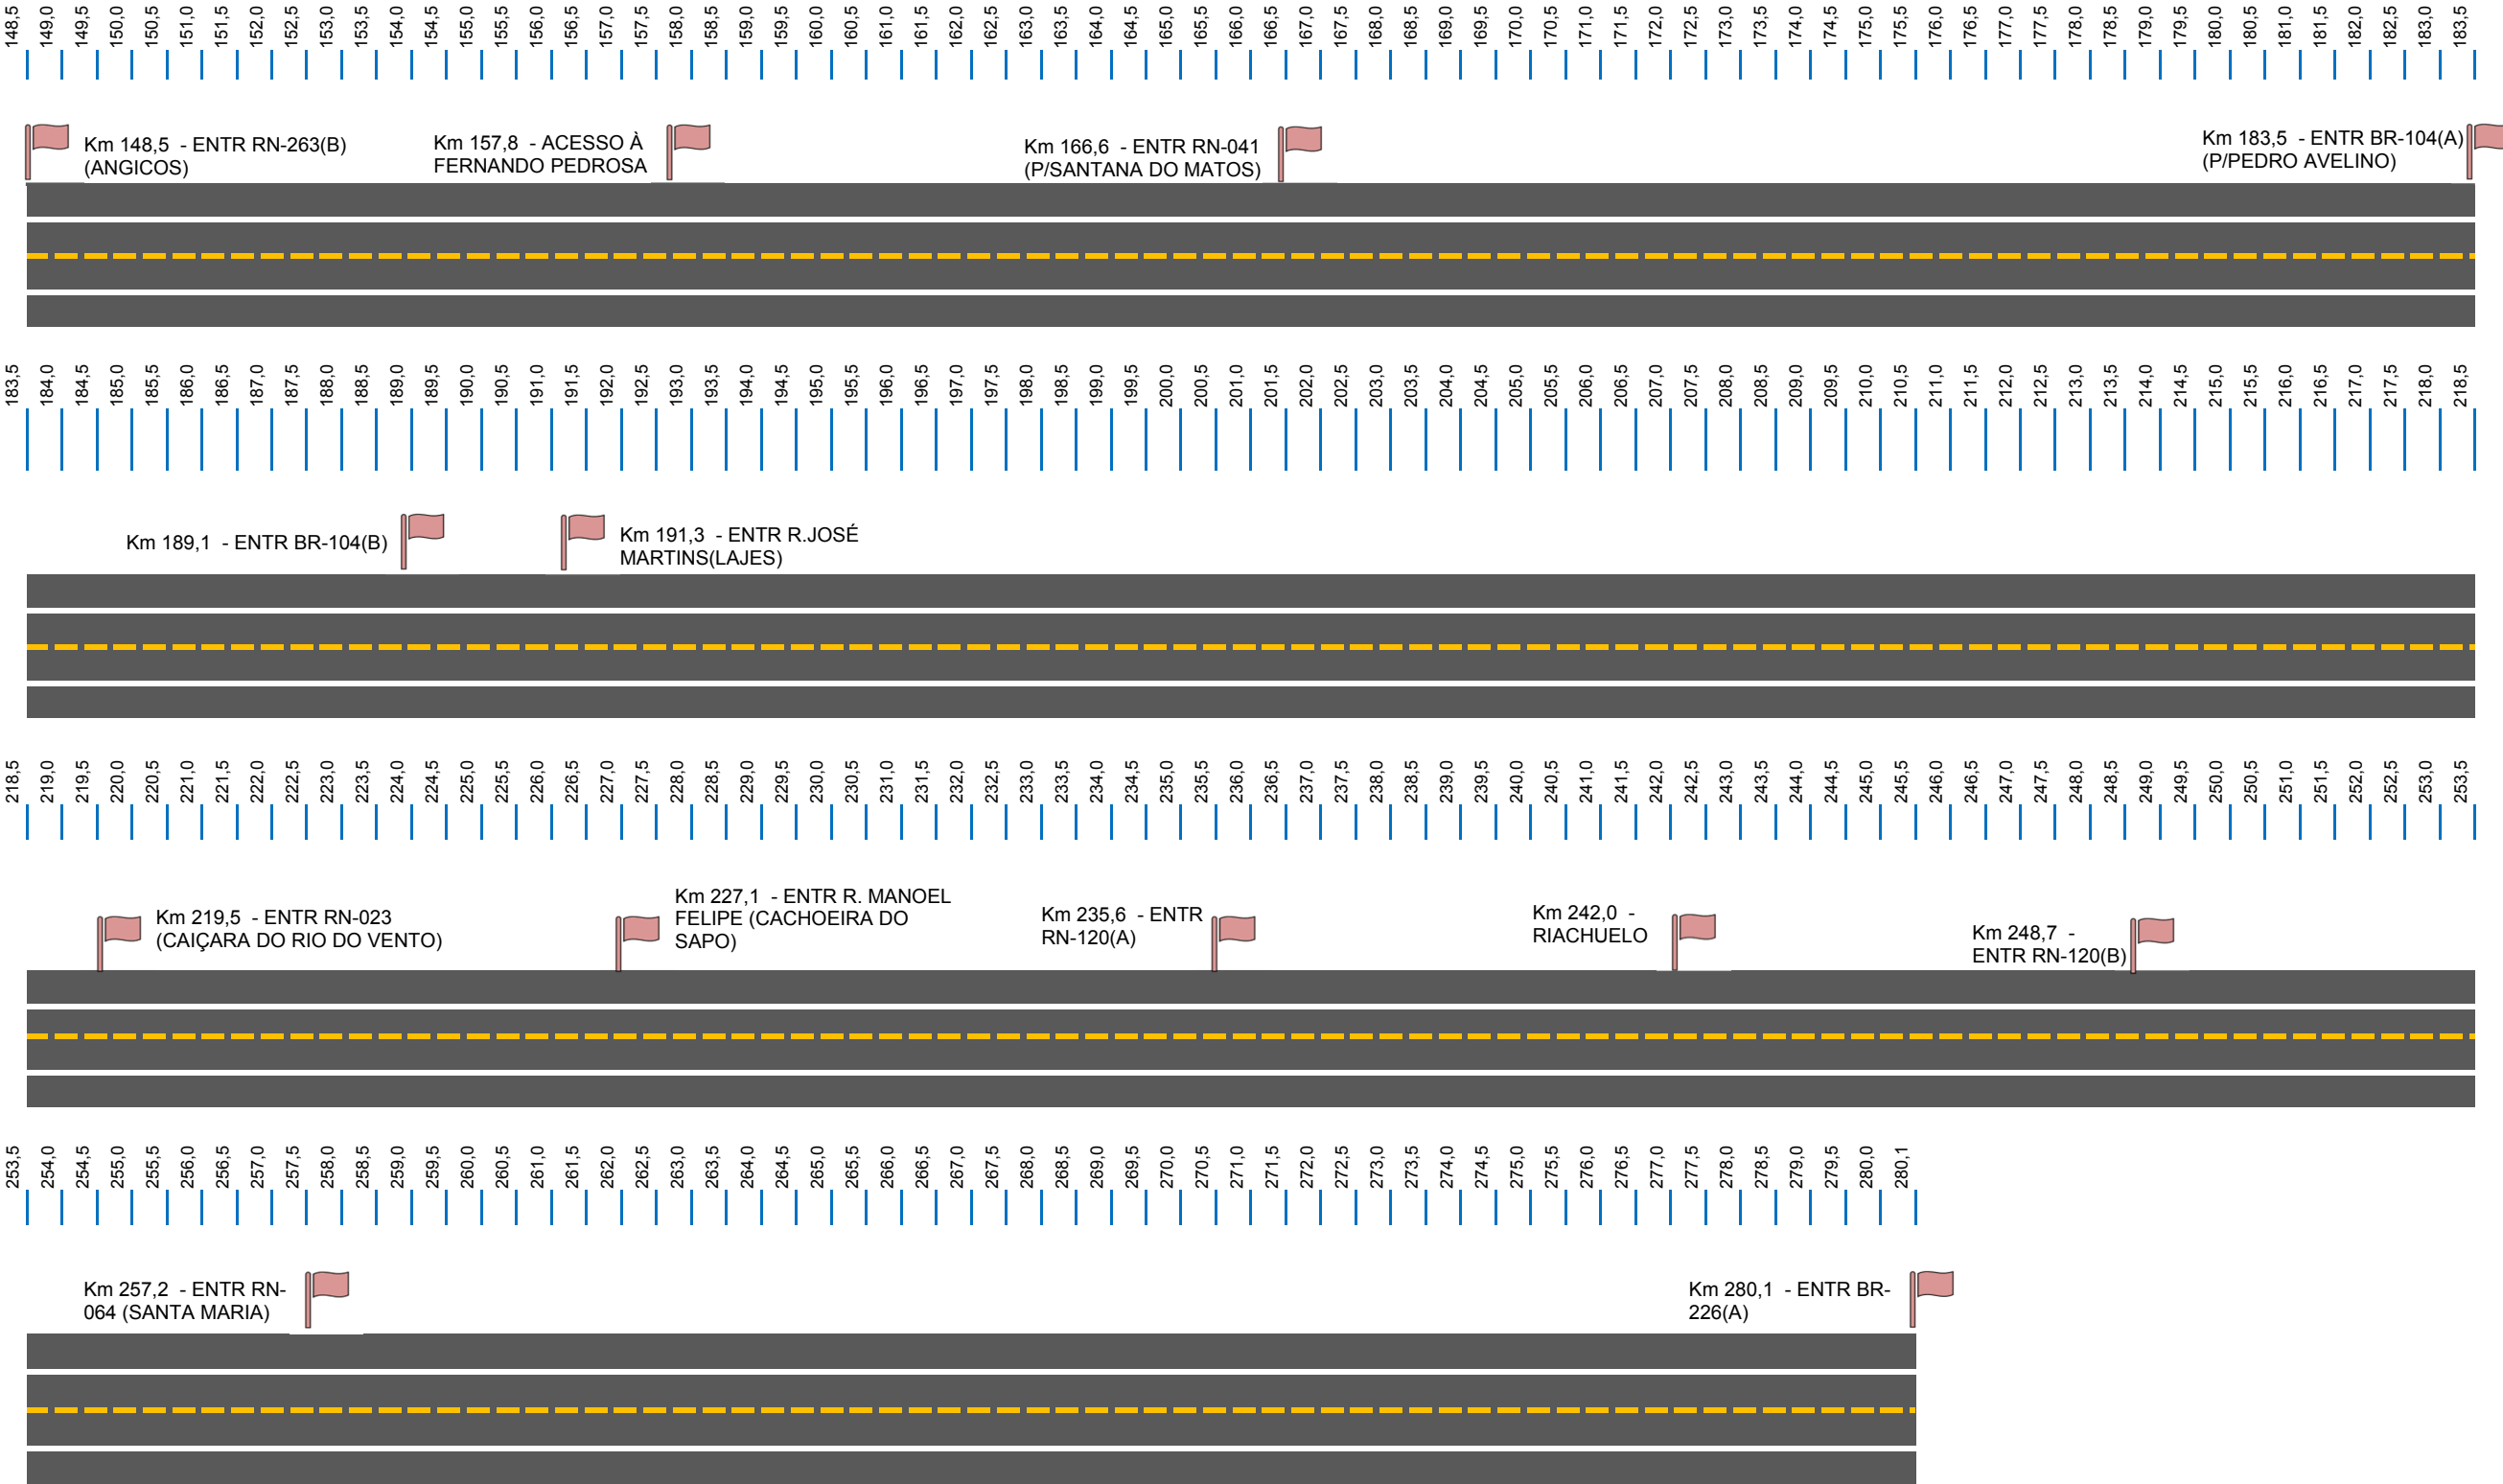 148,5 149,0 149,5 150,0 150,5 151,0 151,5 152,0 152,5 153,0 153,5 154,0 154,5 155,0 155,5 156,0 156,5 157,0 157,5 158,0 158,5 159,0 159,5 160,0 160,5 161,0 161,5 162,0 162,5 163,0 163,5 164,0 164,5 165,0 165,5 166,0 166,5 167,0 167,5 168,0 168,5 169,0 169,5 170,0 170,5 171,0 171,5 172,0 172,5 173,0 173,5 174,0 174,5 175,0 175,5 176,0 176,5 177,0 177,5 178,0 178,5 179,0 179,5 180,0 180,5 181,0 181,5 182,0 182,5 183,0 183,5
Km 148,5 - ENTR RN-263(B)
(ANGICOS)
Km 157,8 - ACESSO À
FERNANDO PEDROSA
Km 166,6 - ENTR RN-041
(P/SANTANA DO MATOS)
Km 183,5 - ENTR BR-104(A)
(P/PEDRO AVELINO)
183,5 184,0 184,5 185,0 185,5 186,0 186,5 187,0 187,5 188,0 188,5 189,0 189,5 190,0 190,5 191,0 191,5 192,0 192,5 193,0 193,5 194,0 194,5 195,0 195,5 196,0 196,5 197,0 197,5 198,0 198,5 199,0 199,5 200,0 200,5 201,0 201,5 202,0 202,5 203,0 203,5 204,0 204,5 205,0 205,5 206,0 206,5 207,0 207,5 208,0 208,5 209,0 209,5 210,0 210,5 211,0 211,5 212,0 212,5 213,0 213,5 214,0 214,5 215,0 215,5 216,0 216,5 217,0 217,5 218,0 218,5
Km 189,1 - ENTR BR-104(B)
Km 191,3 - ENTR R.JOSÉ
MARTINS(LAJES)
218,5 219,0 219,5 220,0 220,5 221,0 221,5 222,0 222,5 223,0 223,5 224,0 224,5 225,0 225,5 226,0 226,5 227,0 227,5 228,0 228,5 229,0 229,5 230,0 230,5 231,0 231,5 232,0 232,5 233,0 233,5 234,0 234,5 235,0 235,5 236,0 236,5 237,0 237,5 238,0 238,5 239,0 239,5 240,0 240,5 241,0 241,5 242,0 242,5 243,0 243,5 244,0 244,5 245,0 245,5 246,0 246,5 247,0 247,5 248,0 248,5 249,0 249,5 250,0 250,5 251,0 251,5 252,0 252,5 253,0 253,5
Km 219,5 - ENTR RN-023
(CAIÇARA DO RIO DO VENTO)
Km 227,1 - ENTR R. MANOEL
FELIPE (CACHOEIRA DO
SAPO)
Km 235,6 - ENTR
RN-120(A)
Km 242,0 -
RIACHUELO
Km 248,7 -
ENTR RN-120(B)
253,5 254,0 254,5 255,0 255,5 256,0 256,5 257,0 257,5 258,0 258,5 259,0 259,5 260,0 260,5 261,0 261,5 262,0 262,5 263,0 263,5 264,0 264,5 265,0 265,5 266,0 266,5 267,0 267,5 268,0 268,5 269,0 269,5 270,0 270,5 271,0 271,5 272,0 272,5 273,0 273,5 274,0 274,5 275,0 275,5 276,0 276,5 277,0 277,5 278,0 278,5 279,0 279,5 280,0 280,1
Km 257,2 - ENTR RN-
064 (SANTA MARIA)
Km 280,1 - ENTR BR-
226(A)